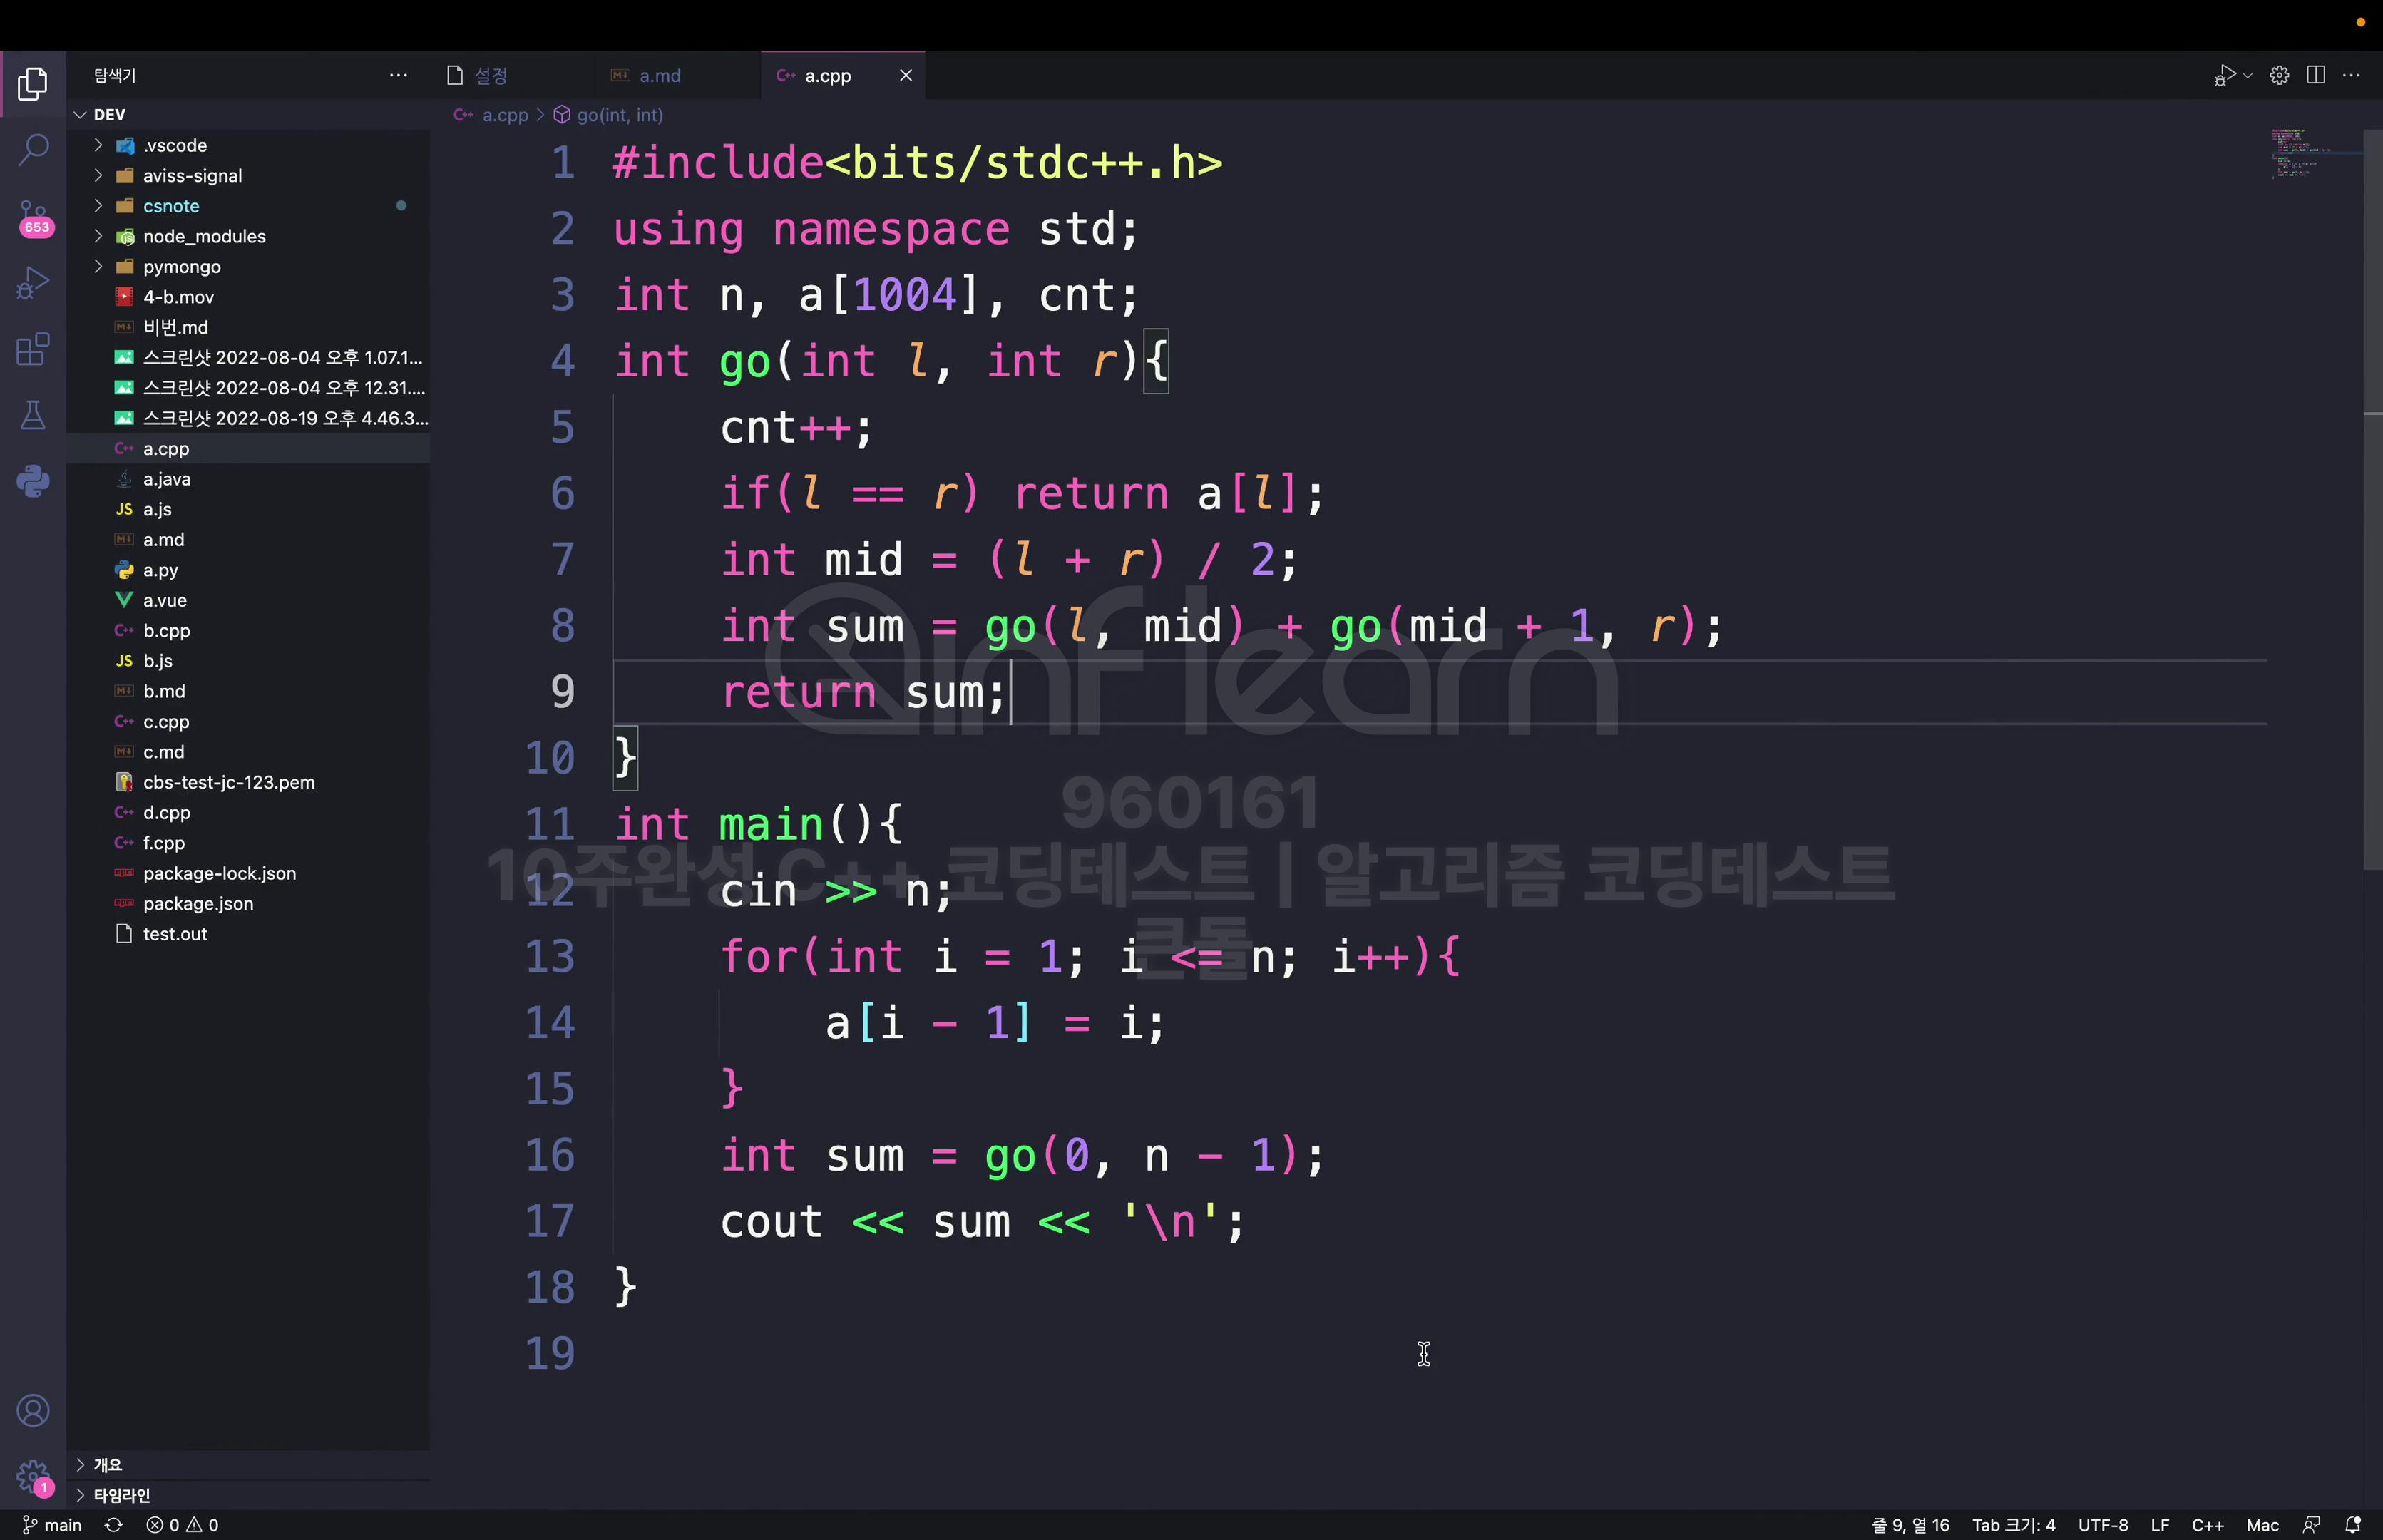 탐색기
···
설정
a.md
a.cpp
DEV
a.cpp > go(int, int)
.vscode
aviss-signal
csnote
node_modules
pymongo
4-b.mov
비번.md
스크린샷 2022-08-04 오후 1.07.1...
스크린샷 2022-08-04 오후 12.31....
스크린샷 2022-08-19 오후 4.46.3...
a.cpp
a.java
JS a.js
a.md
a.py
a.vue
b.cpp
JS b.js
b.md
c.cpp
c.md
cbs-test-jc-123.pem
d.cpp
f.cpp
package-lock.json
package.json
test.out
개요
타임라인
653
1
1 #include<bits/stdc++.h>
2 using namespace std;
3 int n, a[1004], cnt;
4 int go(int l, int r){
5 cnt++;
6 if(l == r) return a[l];
7 int mid = (l + r) / 2;
8 int sum = go(l, mid) + go(mid + 1, r);
9 return sum;
10 }
11 int main(){
12 cin >> n;
13 for(int i = 1; i <= n; i++){
14 a[i - 1] = i;
15 }
16 int sum = go(0, n - 1);
17 cout << sum << '\n';
18 }
19
inflearn
960161
10주완성 C++ 코딩테스트 | 알고리즘 코딩테스트
큰돌
main
0
0
줄 9, 열 16
Tab 크기: 4
UTF-8
LF
C++
Mac